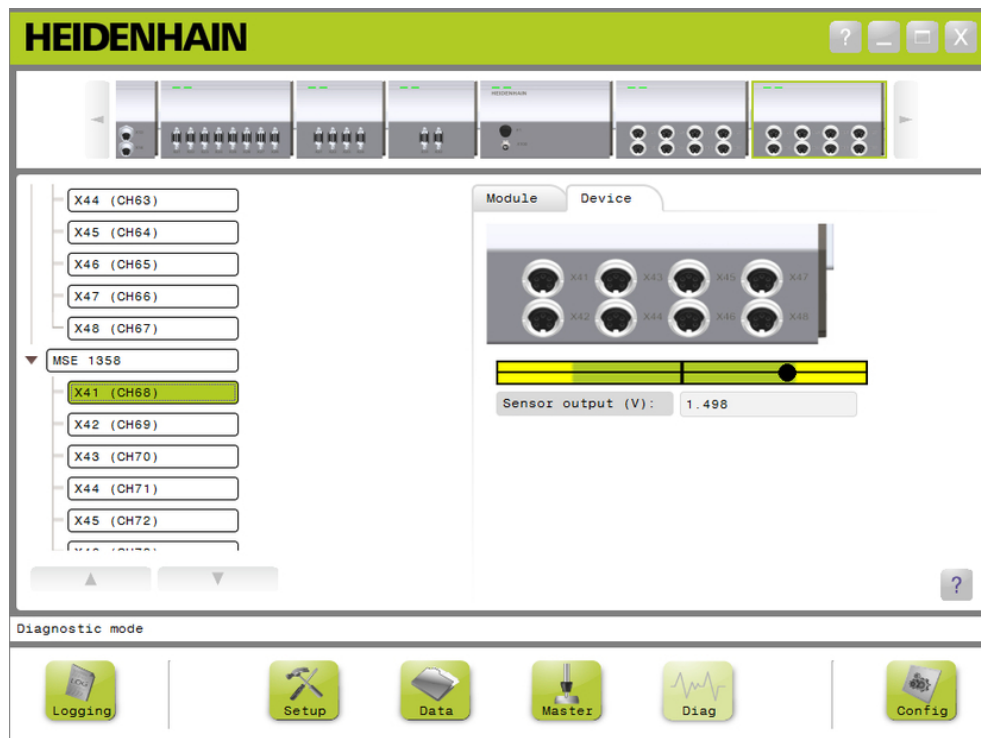 HEIDENHAIN
? _ X
HEIDENHAIN
X44 (CH63)
X45 (CH64)
X46 (CH65)
X47 (CH66)
X48 (CH67)
MSE 1358
X41 (CH68)
X42 (CH69)
X43 (CH70)
X44 (CH71)
X45 (CH72)
Module Device
X41 X43 X45 X47
X42 X44 X46 X48
Sensor output (V): 1.498
?
Diagnostic mode
LOG
Logging Setup Data Master Diag Config